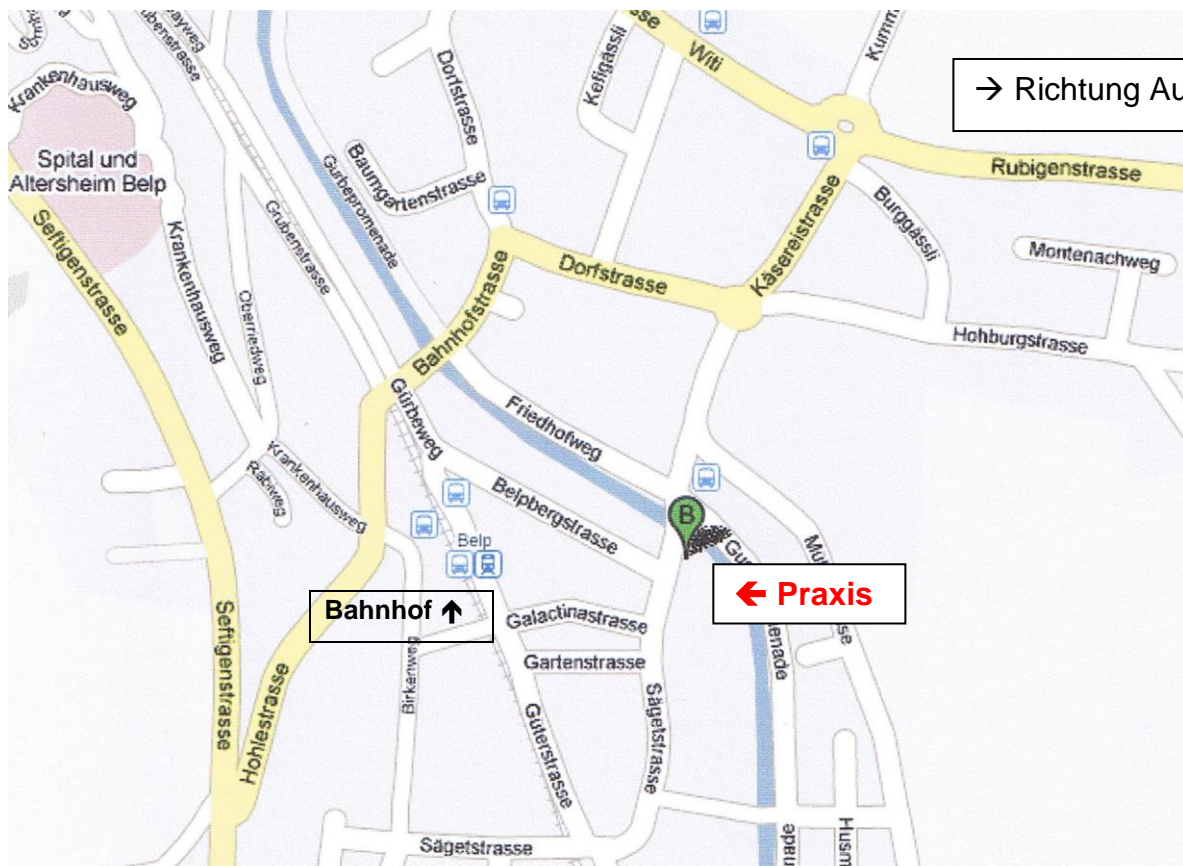 Krankenhausweg
Grubenstrasse
Spital und
Altersheim Belp
Seftigenstrasse
Krankenhausweg
Oberriedweg
Grubenstrasse
Gürbepromenade
Baumgartenstrasse
Dorfstrasse
Kefigässli
Witi
→ Richtung Au
Rubigenstrasse
Käsereistrasse
Burggässli
Montenachweg
Hohburgstrasse
Dorfstrasse
Bahnhofstrasse
Gürbeweg
Friedhofweg
Belpbergstrasse
Krankenhausweg
Rabiweg
Belp
B
← Praxis
Bahnhof ↑
Galactinastrasse
Gartenstrasse
Birkenweg
Güterstrasse
Sägetstrasse
Seftigenstrasse
Hohlestrasse
Sägetstrasse